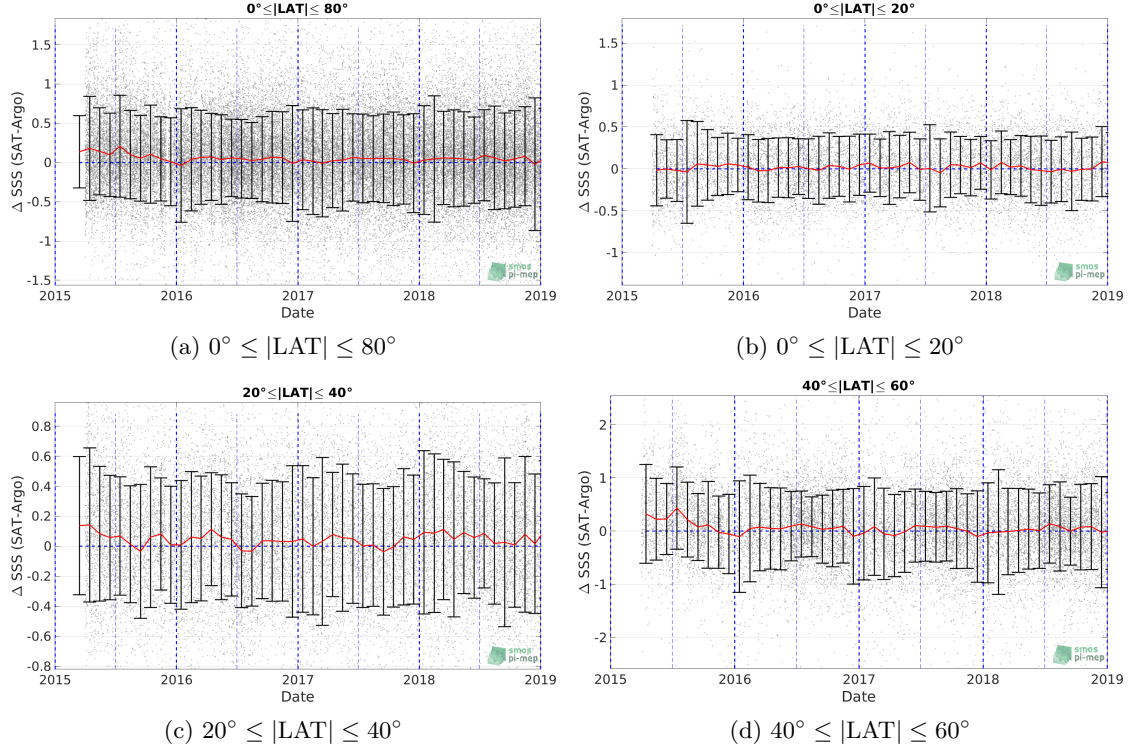 0°≤|LAT|≤ 80°
Δ SSS (SAT-Argo)
1.5
1
0.5
0
-0.5
-1
-1.5
smos
pi-mep
2015 2016 2017 2018 2019
Date
(a) 0° ≤ |LAT| ≤ 80°
0°≤|LAT|≤ 20°
Δ SSS (SAT-Argo)
1.5
1
0.5
0
-0.5
-1
2015 2016 2017 2018 2019
Date
smos
pi-mep
(b) 0° ≤ |LAT| ≤ 20°
20°≤|LAT|≤ 40°
Δ SSS (SAT-Argo)
0.8
0.6
0.4
0.2
0
-0.2
-0.4
-0.6
-0.8
smos
pi-mep
2015 2016 2017 2018 2019
Date
(c) 20° ≤ |LAT| ≤ 40°
40°≤|LAT|≤ 60°
Δ SSS (SAT-Argo)
2
1
0
-1
-2
smos
pi-mep
2015 2016 2017 2018 2019
Date
(d) 40° ≤ |LAT| ≤ 60°